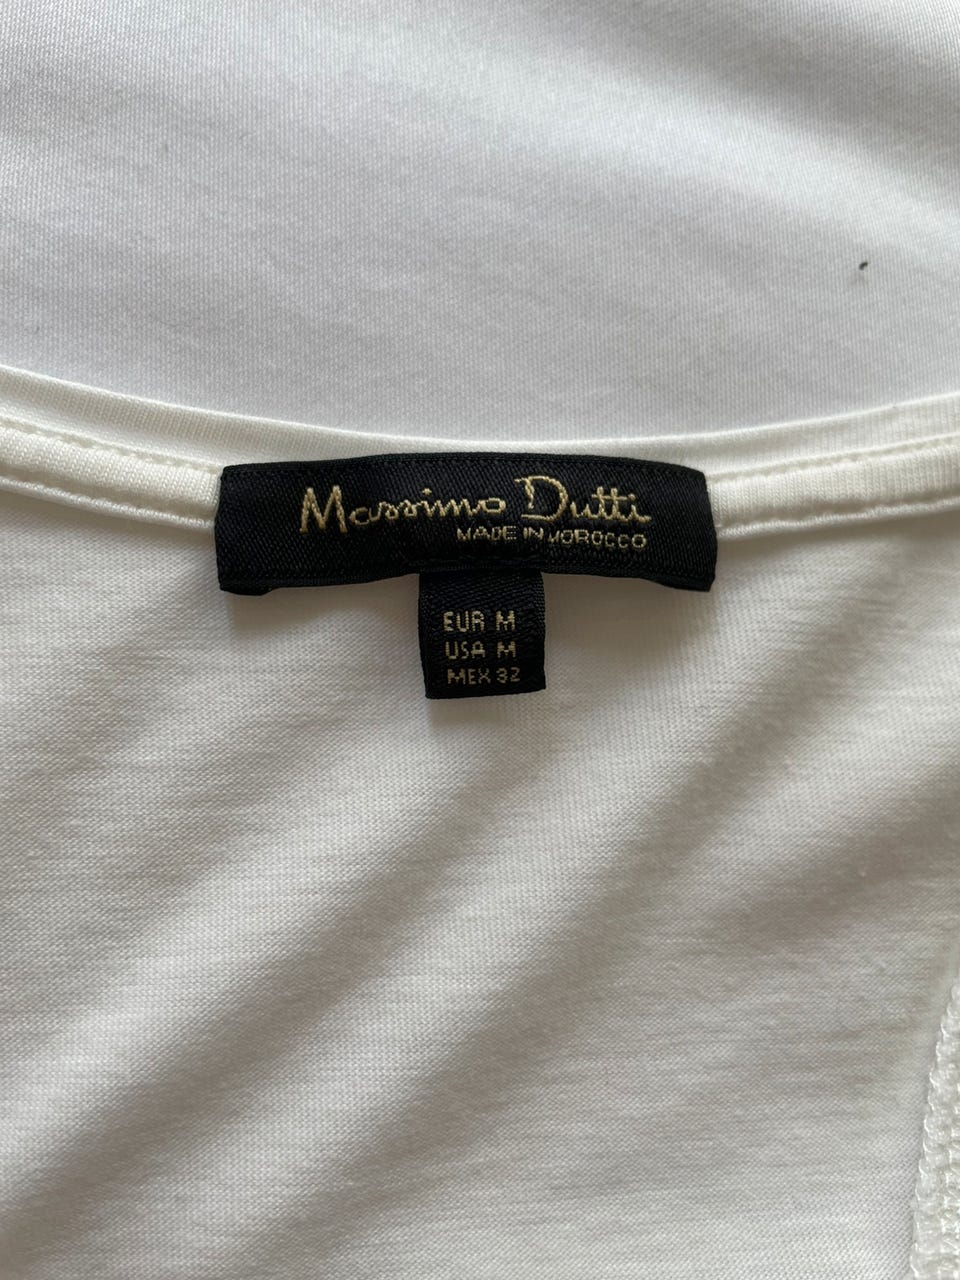 Massimo Dutti
MADE IN MOROCCO
EUR M
USA M
MEX 32